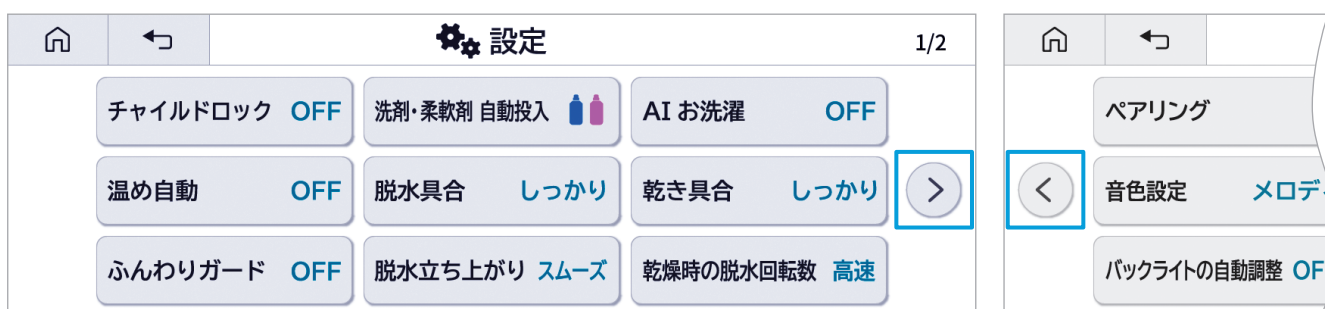 設定
1/2
チャイルドロック OFF
洗剤・柔軟剤 自動投入
AI お洗濯 OFF
温め自動 OFF
脱水具合 しっかり
乾き具合 しっかり
ふんわりガード OFF
脱水立ち上がり スムーズ
乾燥時の脱水回転数 高速
ペアリング
音色設定 メロデ
バックライトの自動調整 OF